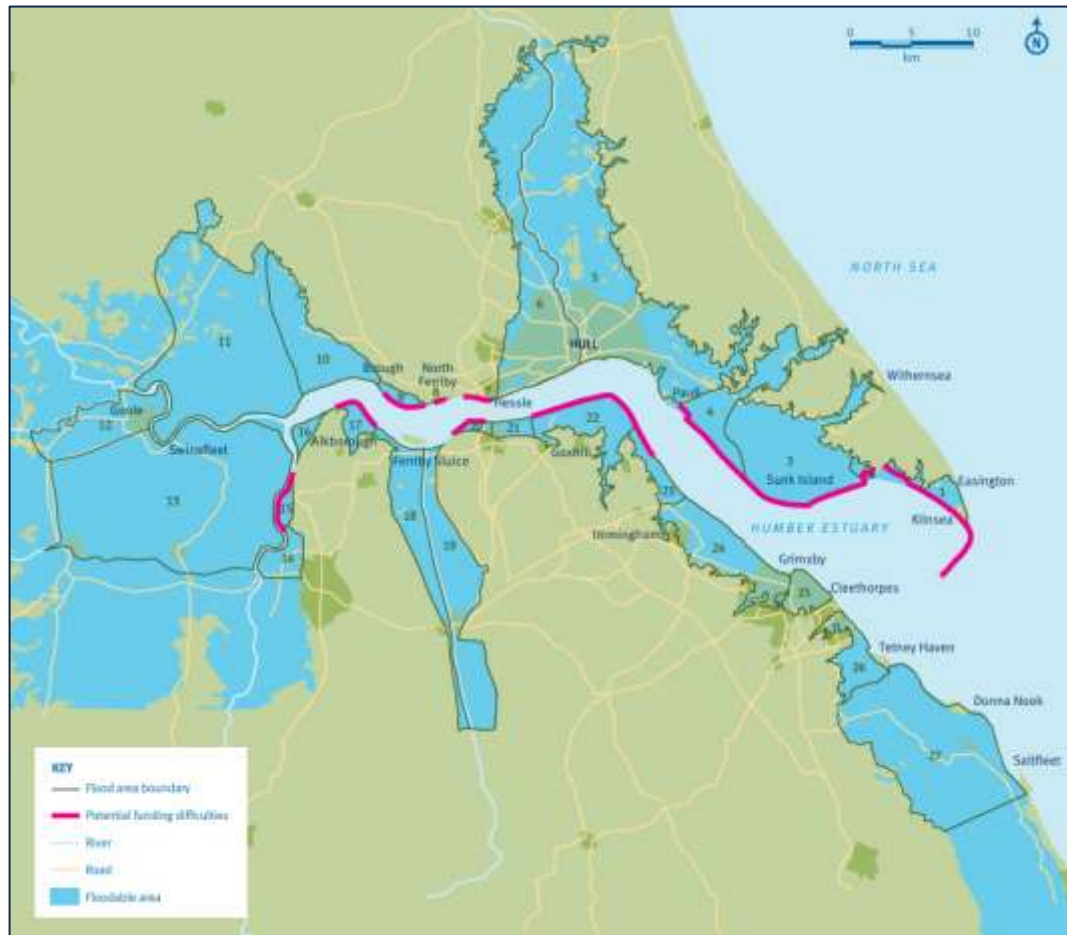 0 5 10
km
N
NORTH SEA
11
10
5
6
HULL
Brough
North
Ferriby
8
Hessle
Withernsea
Paull
4
3
Sunk Island
Easington
1
Kilnsea
HUMBER ESTUARY
Goole
12
Swinefleet
13
16
Alkborough
17
Ferriby Sluice
21
22
Goxhill
15
18
19
Immingham
Grimsby
Cleethorpes
25
Tetney Haven
26
Donna Nook
27
Saltfleet
KEY
Flood area boundary
Potential funding difficulties
River
Road
Floodable area